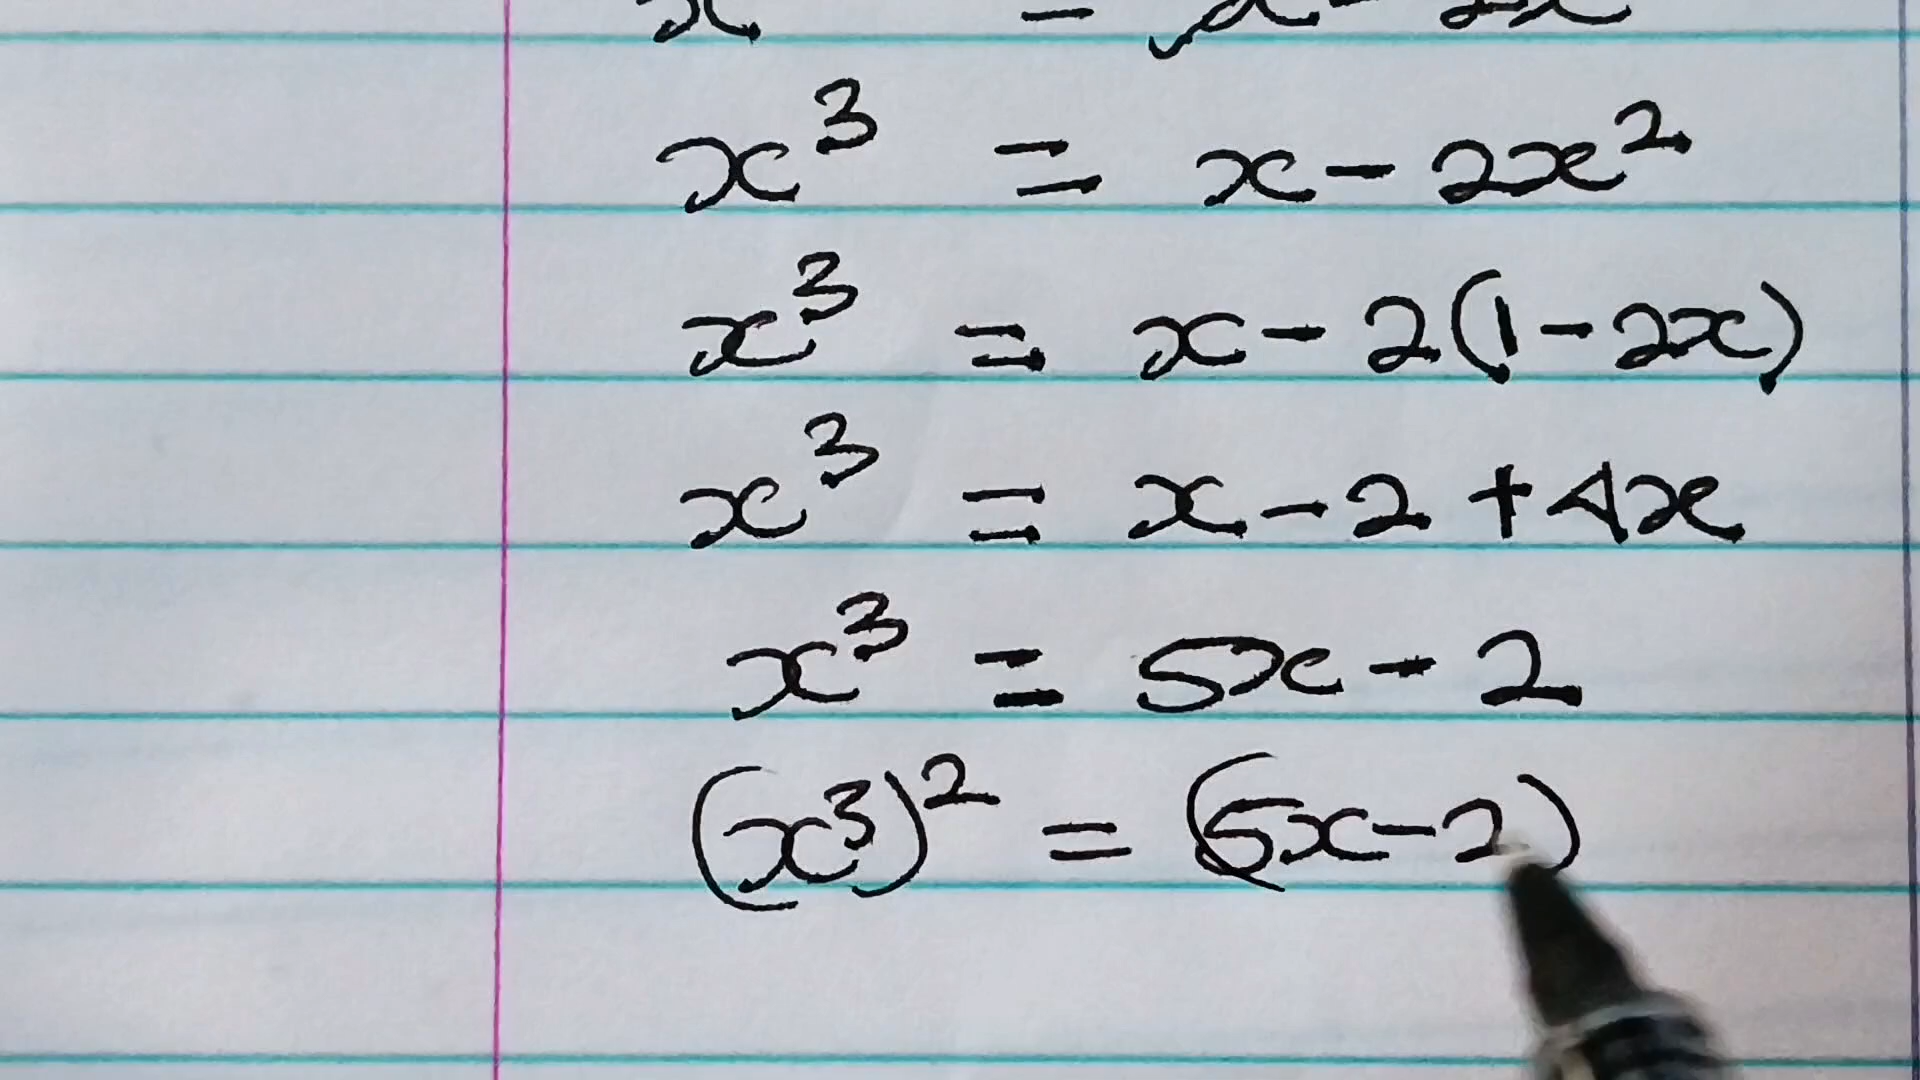 x³ = x - 2x²
x³ = x - 2(1 - 2x)
x³ = x - 2 + 4x
x³ = 5x - 2
(x³)² = (5x - 2)